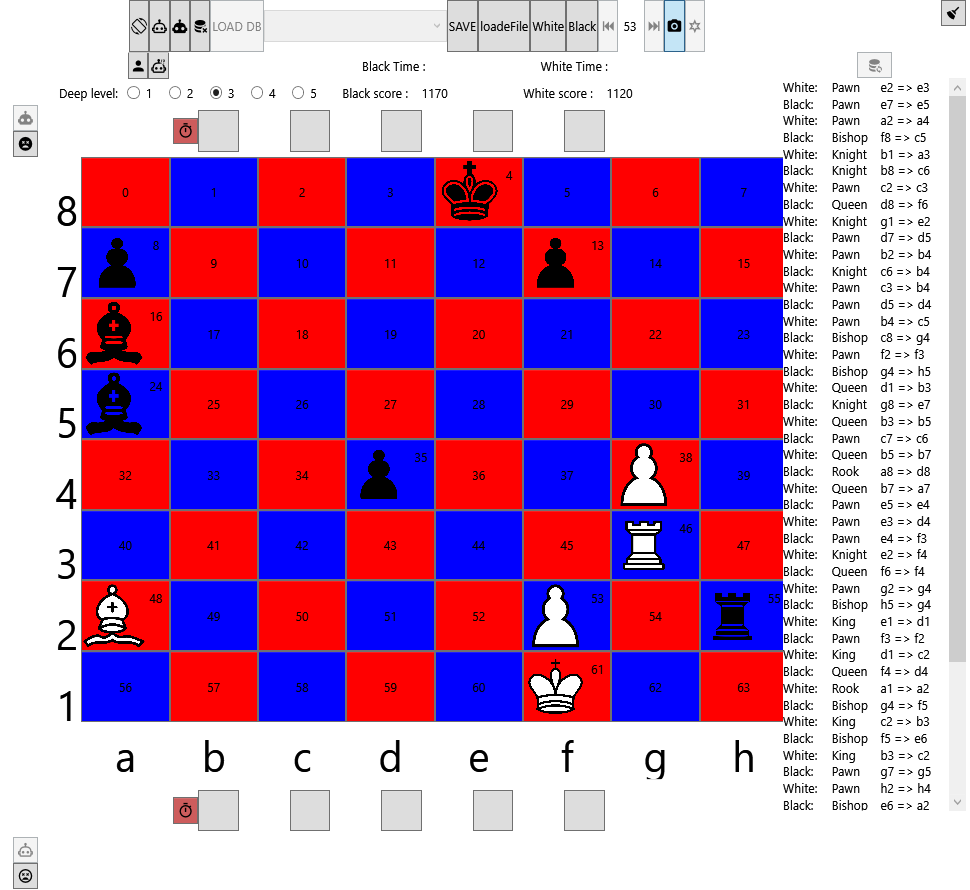 LOAD DB SAVE loadeFile White Black 53
Black Time : White Time :
Deep level: 1 2 3 4 5 Black score : 1170 White score : 1120
8 0 1 2 3 4 5 6 7
7 8 9 10 11 12 13 14 15
6 16 17 18 19 20 21 22 23
5 24 25 26 27 28 29 30 31
4 32 33 34 35 36 37 38 39
3 40 41 42 43 44 45 46 47
2 48 49 50 51 52 53 54 55
1 56 57 58 59 60 61 62 63
a b c d e f g h
White: Pawn e2 => e3
Black: Pawn e7 => e5
White: Pawn a2 => a4
Black: Bishop f8 => c5
White: Knight b1 => a3
Black: Knight b8 => c6
White: Pawn c2 => c3
Black: Queen d8 => f6
White: Knight g1 => e2
Black: Pawn d7 => d5
White: Pawn b2 => b4
Black: Knight c6 => b4
White: Pawn c3 => b4
Black: Pawn d5 => d4
White: Pawn b4 => c5
Black: Bishop c8 => g4
White: Pawn f2 => f3
Black: Bishop g4 => h5
White: Queen d1 => b3
Black: Knight g8 => e7
White: Queen b3 => b5
Black: Pawn c7 => c6
White: Queen b5 => b7
Black: Rook a8 => d8
White: Queen b7 => a7
Black: Pawn e5 => e4
White: Pawn e3 => d4
Black: Pawn e4 => f3
White: Knight e2 => f4
Black: Queen f6 => f4
White: Pawn g2 => g4
Black: Bishop h5 => g4
White: King e1 => d1
Black: Pawn f3 => f2
White: King d1 => c2
Black: Queen f4 => d4
White: Rook a1 => a2
Black: Bishop g4 => f5
White: King c2 => b3
Black: Bishop f5 => e6
White: King b3 => c2
Black: Pawn g7 => g5
White: Pawn h2 => h4
Black: Bishop e6 => a2